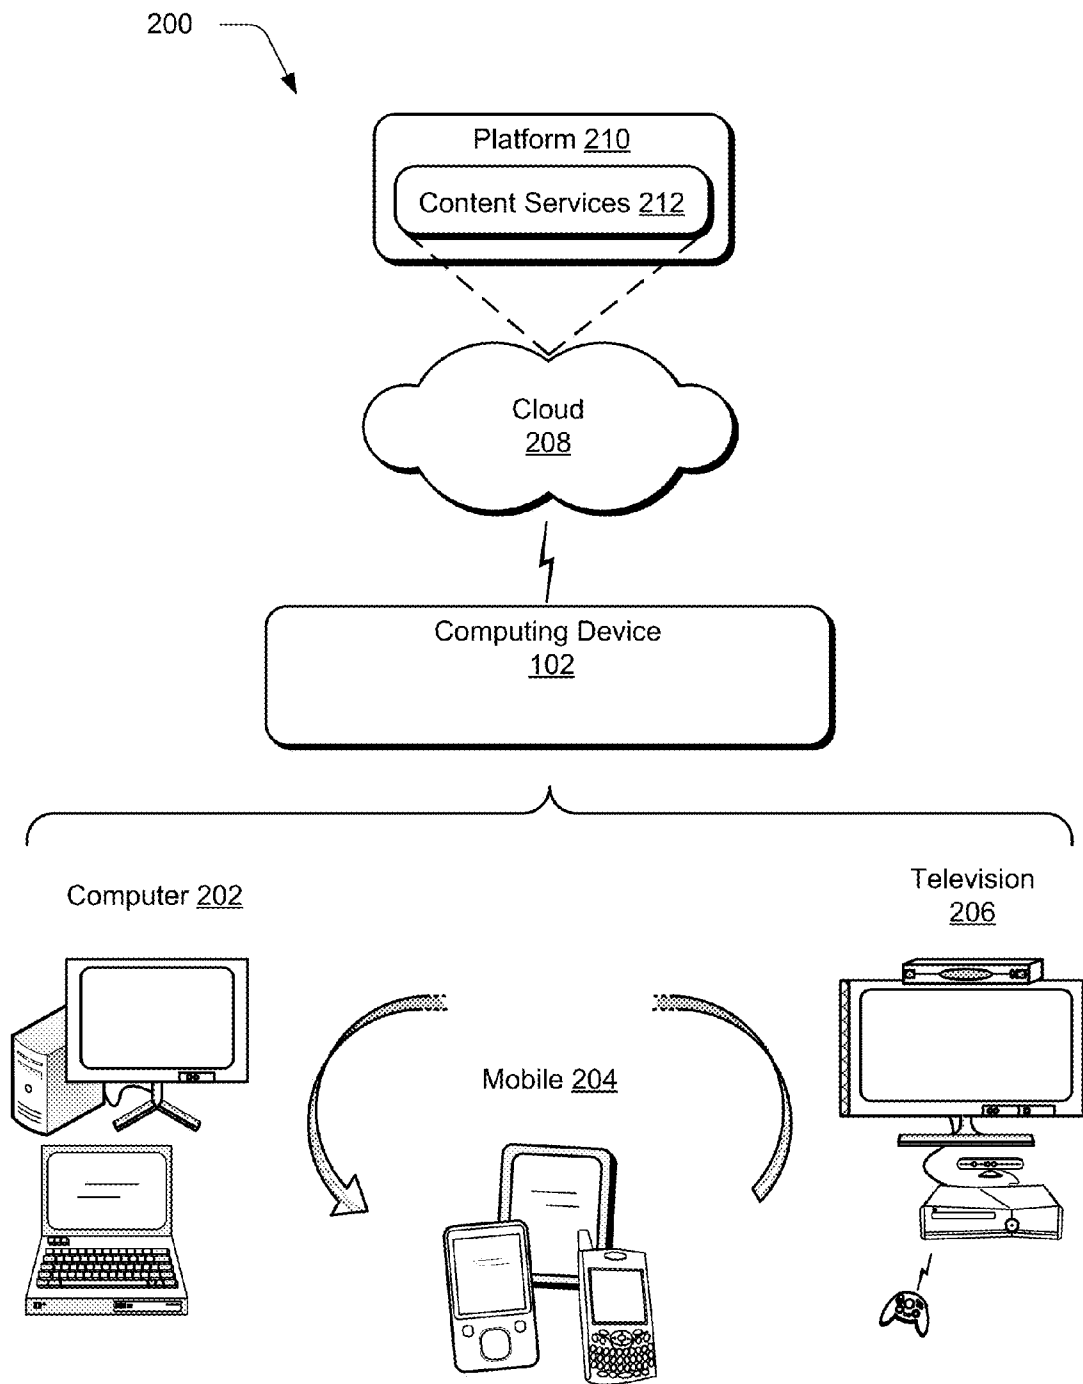 200
Platform 210
Content Services 212
Cloud
208
Computing Device
102
Computer 202
Television
206
Mobile 204